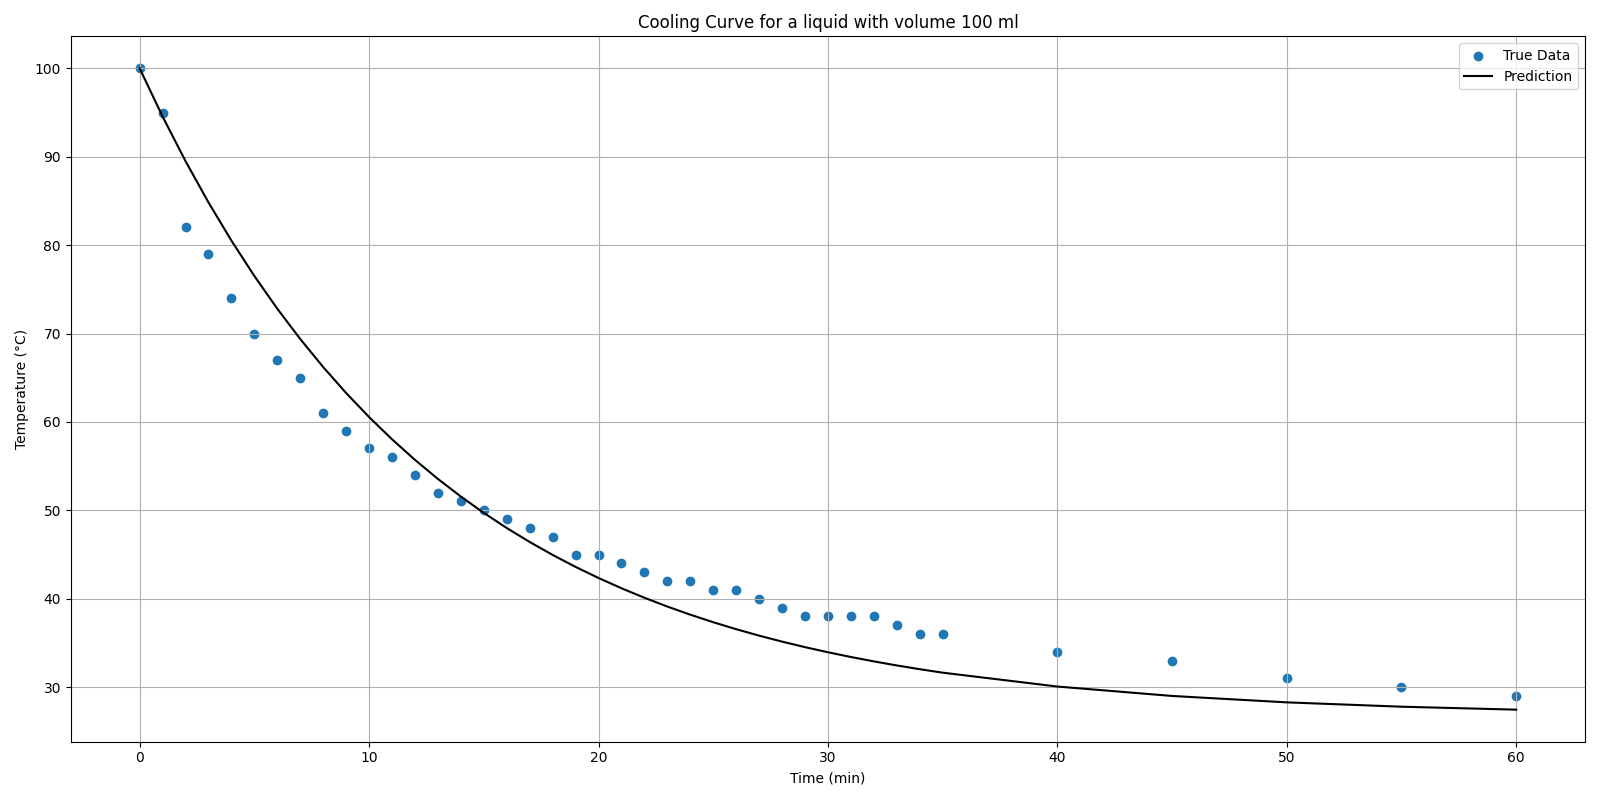 Cooling Curve for a liquid with volume 100 ml
True Data
Prediction
Temperature (°C)
100
90
80
70
60
50
40
30
0 10 20 30 40 50 60
Time (min)